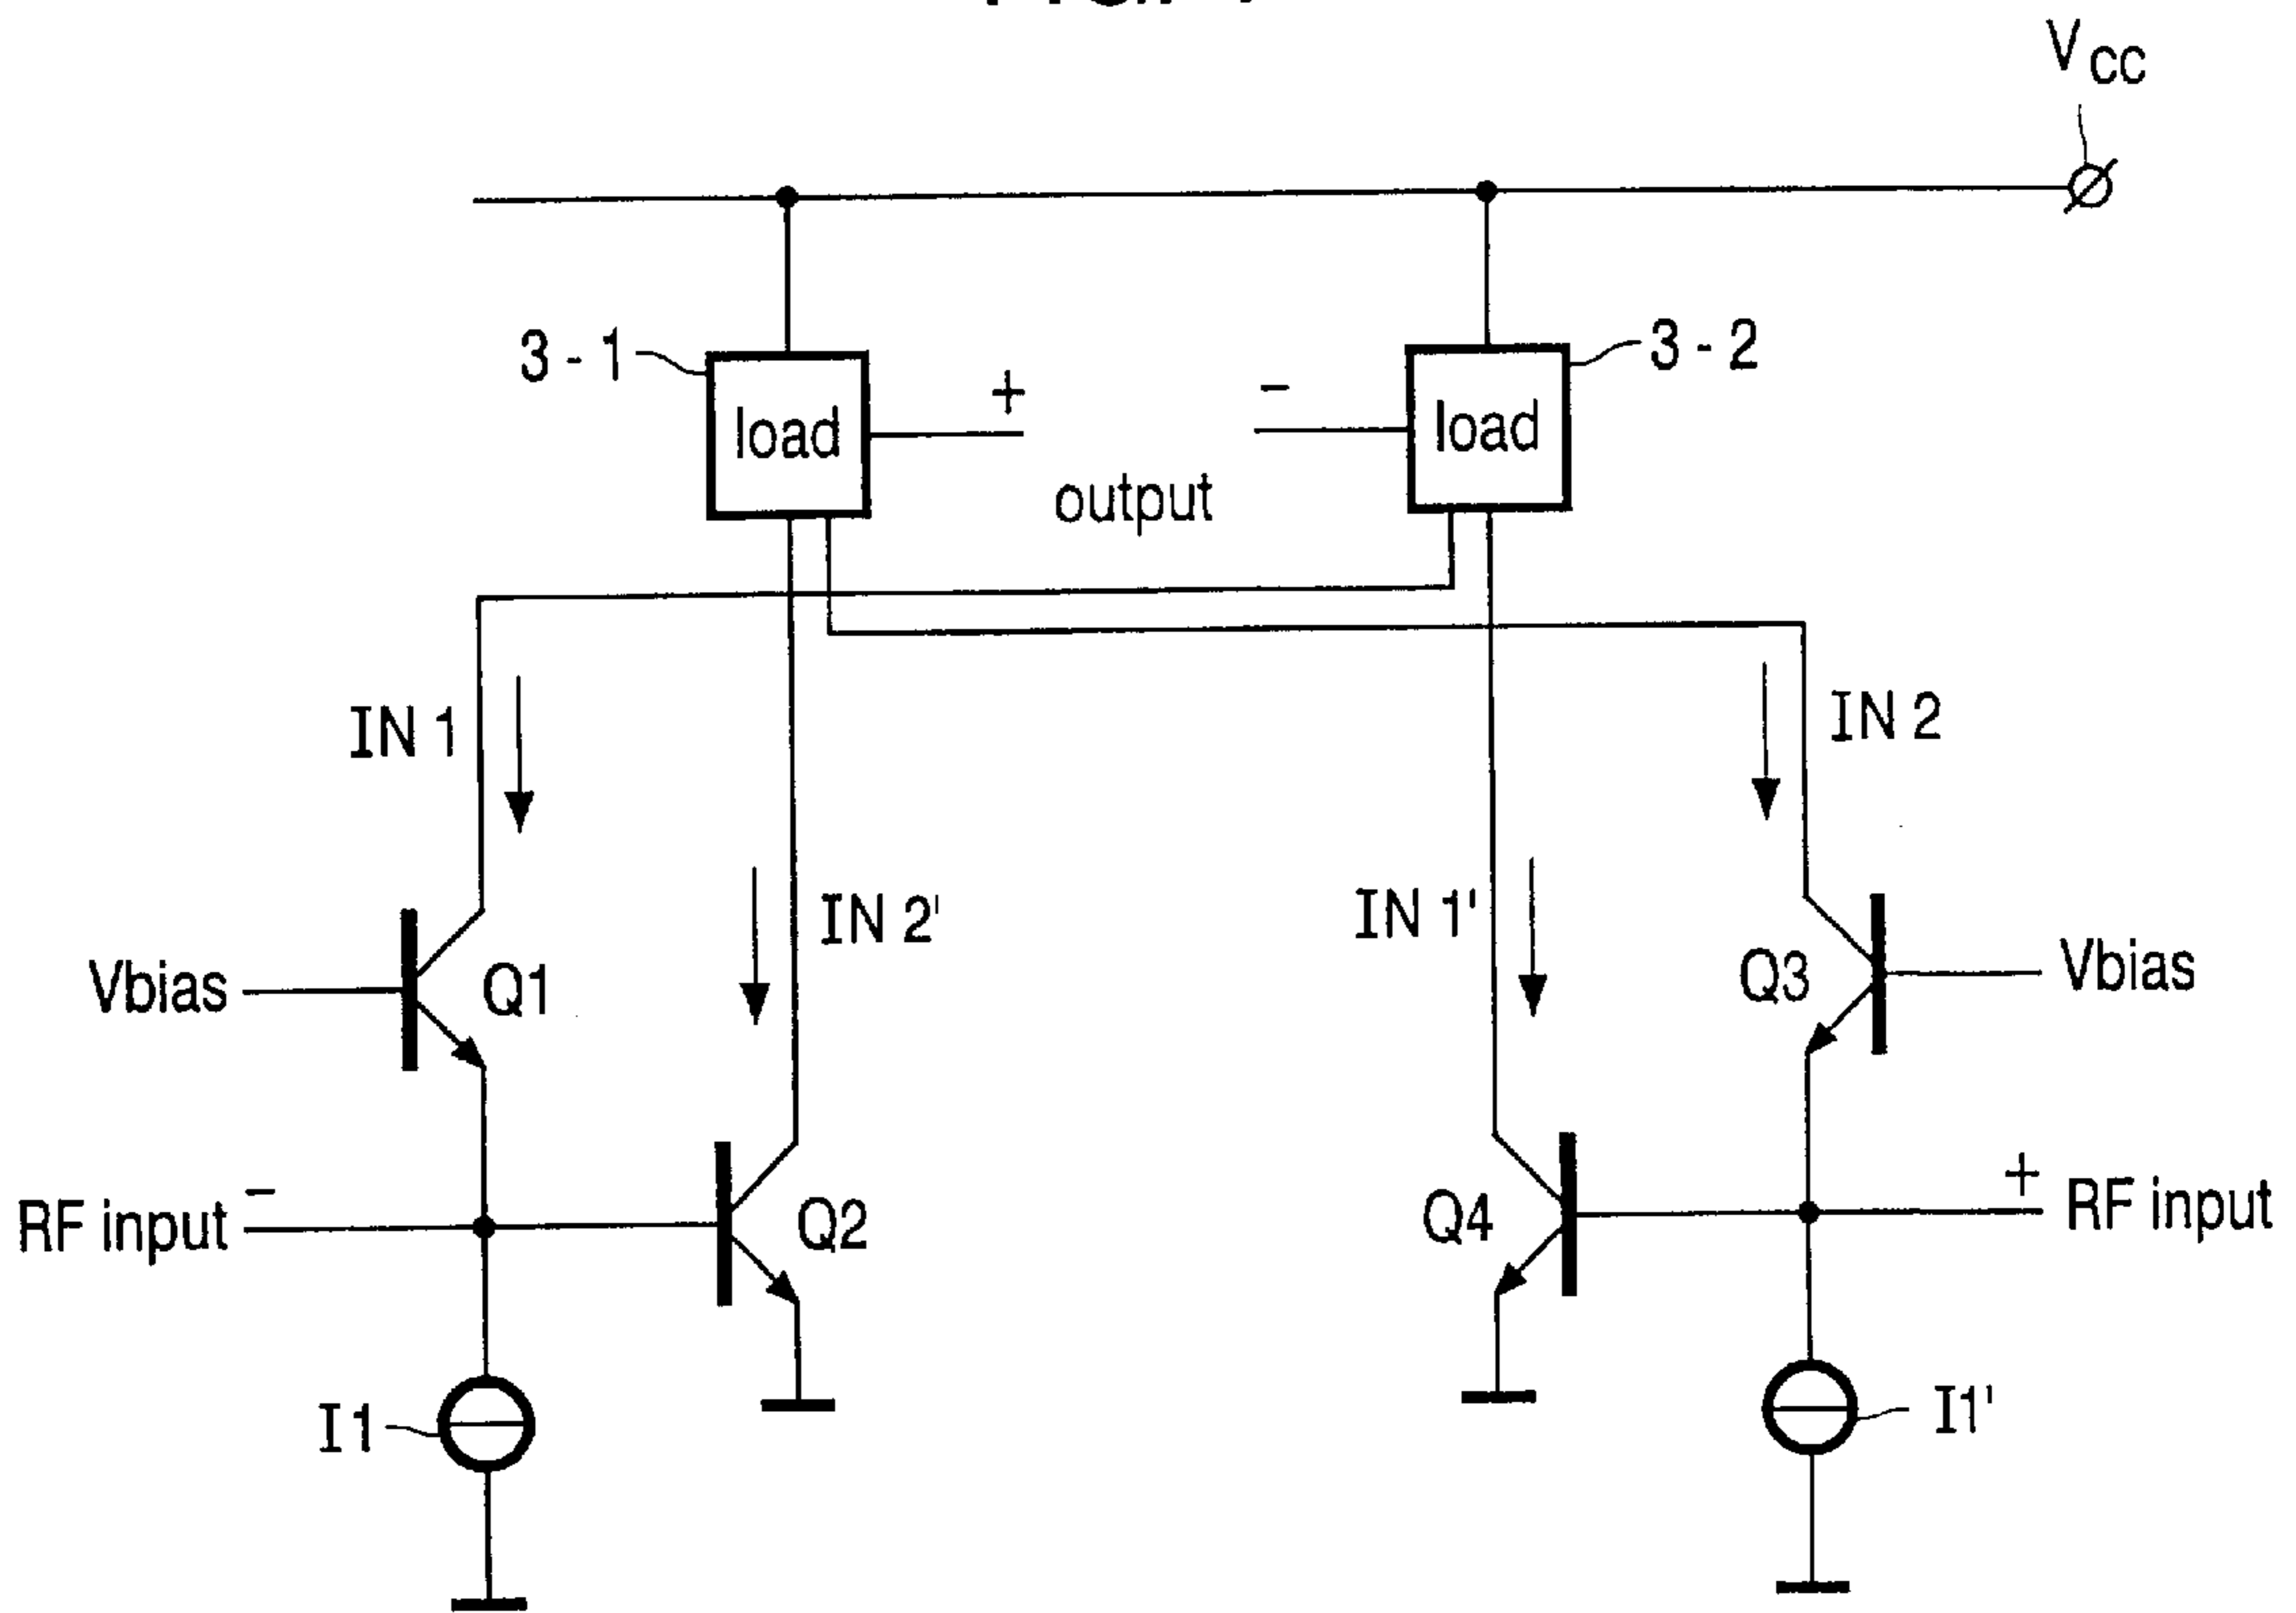 VCC
3 - 1
load
+
-
load
3 - 2
output
IN 1
IN 2
IN 2'
IN 1'
Vbias
Q1
Q3
Vbias
RF input
-
Q2
Q4
+
RF input
I1
I1'